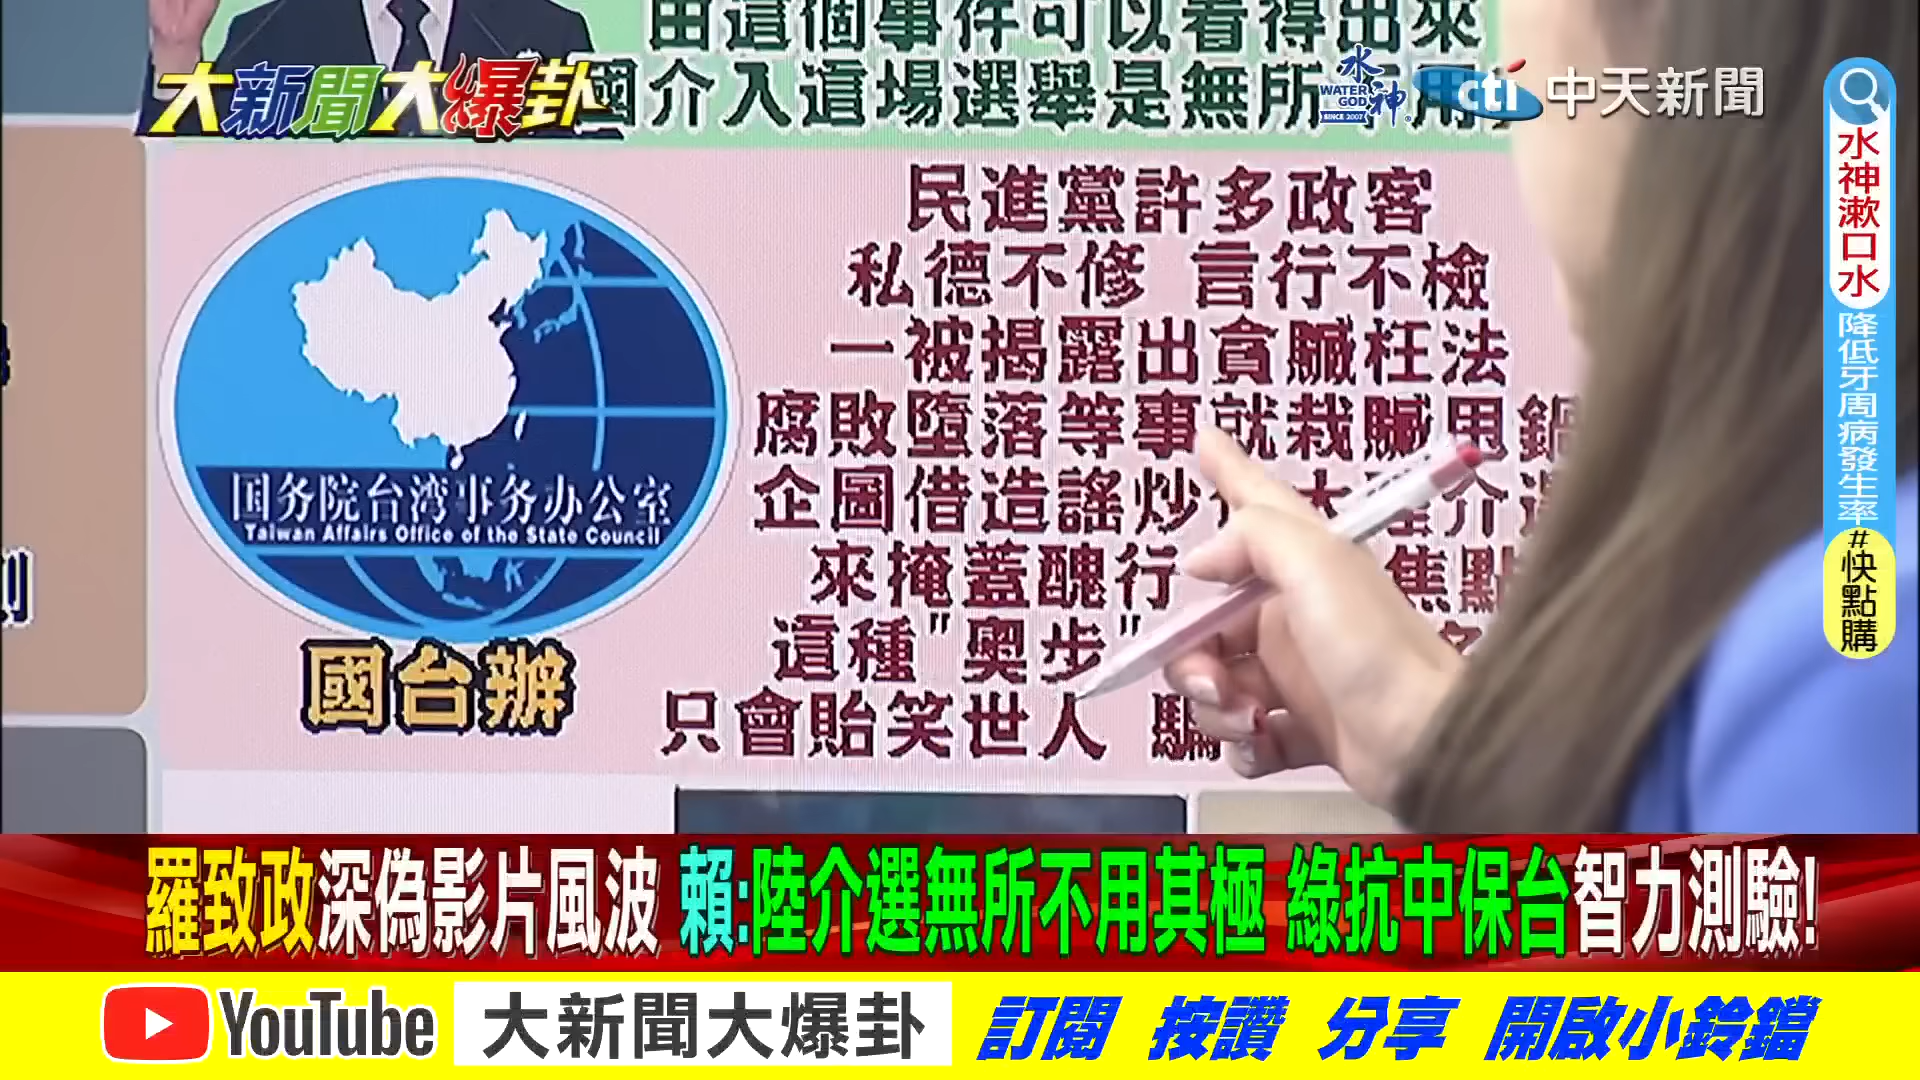 由這個事件可以看得出來
國介入這場選舉是無所
大新聞大爆卦
水神
WATER GOD
SINCE 2007
cti 中天新聞
水神漱口水
降低牙周病發生率
#快點購
民進黨許多政客
私德不修 言行不檢
一被揭露出貪贓枉法
腐敗墮落等事就栽贓甩鍋
企圖借造謠炒 介
來掩蓋醜行 焦點
這種"奧步"
只會貽笑世人 騙
国务院台湾事务办公室
Taiwan Affairs Office of the State Council
國台辦
羅致政深偽影片風波 賴:陸介選無所不用其極 綠抗中保台智力測驗!
YouTube 大新聞大爆卦 訂閱 按讚 分享 開啟小鈴鐺